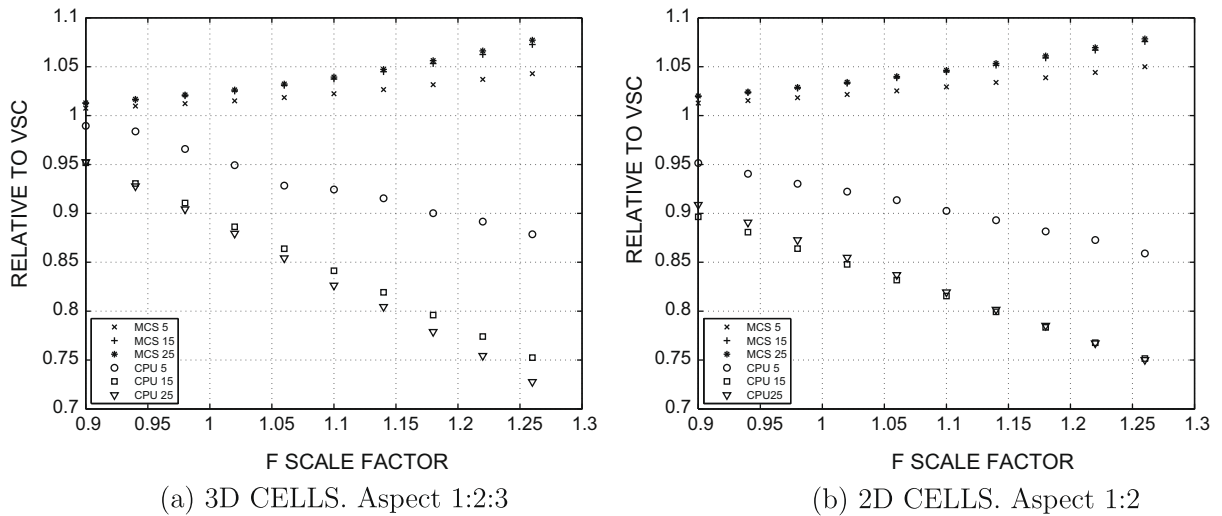 1.1
1.05
1
0.95
0.9
0.85
0.8
0.75
0.7
RELATIVE TO VSC
MCS 5
MCS 15
MCS 25
CPU 5
CPU 15
CPU 25
0.9 0.95 1 1.05 1.1 1.15 1.2 1.25 1.3
F SCALE FACTOR
(a) 3D CELLS. Aspect 1:2:3
1.1
1.05
1
0.95
0.9
0.85
0.8
0.75
0.7
RELATIVE TO VSC
MCS 5
MCS 15
MCS 25
CPU 5
CPU 15
CPU25
0.9 0.95 1 1.05 1.1 1.15 1.2 1.25 1.3
F SCALE FACTOR
(b) 2D CELLS. Aspect 1:2